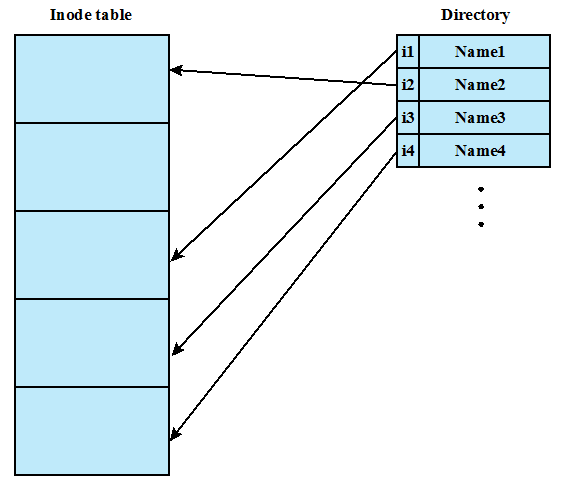 Inode table
Directory
i1 Name1
i2 Name2
i3 Name3
i4 Name4